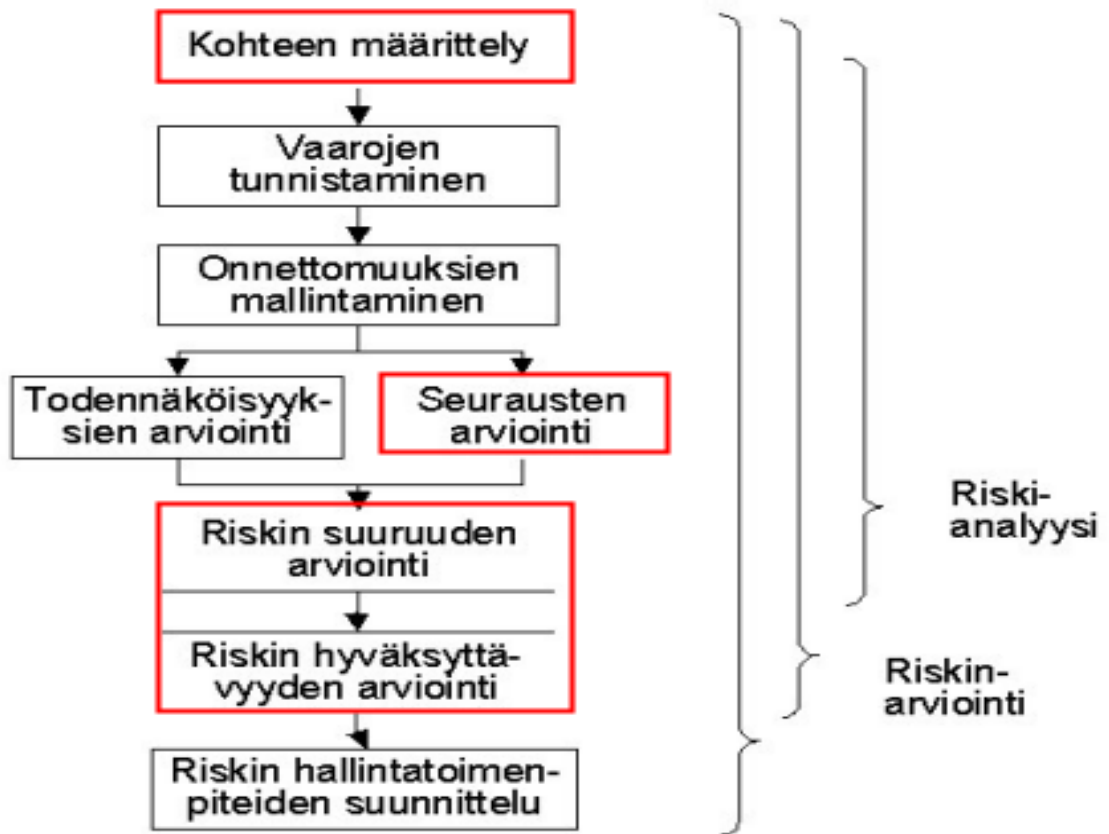 Kohteen määrittely
Vaarojen
tunnistaminen
Onnettomuuksien
mallintaminen
Todennäköisyyk-
sien arviointi
Seurausten
arviointi
Riskin suuruuden
arviointi
Riskin hyväksyttä-
vyyden arviointi
Riskin hallintatoimen-
piteiden suunnittelu
Riski-
analyysi
Riskin-
arviointi